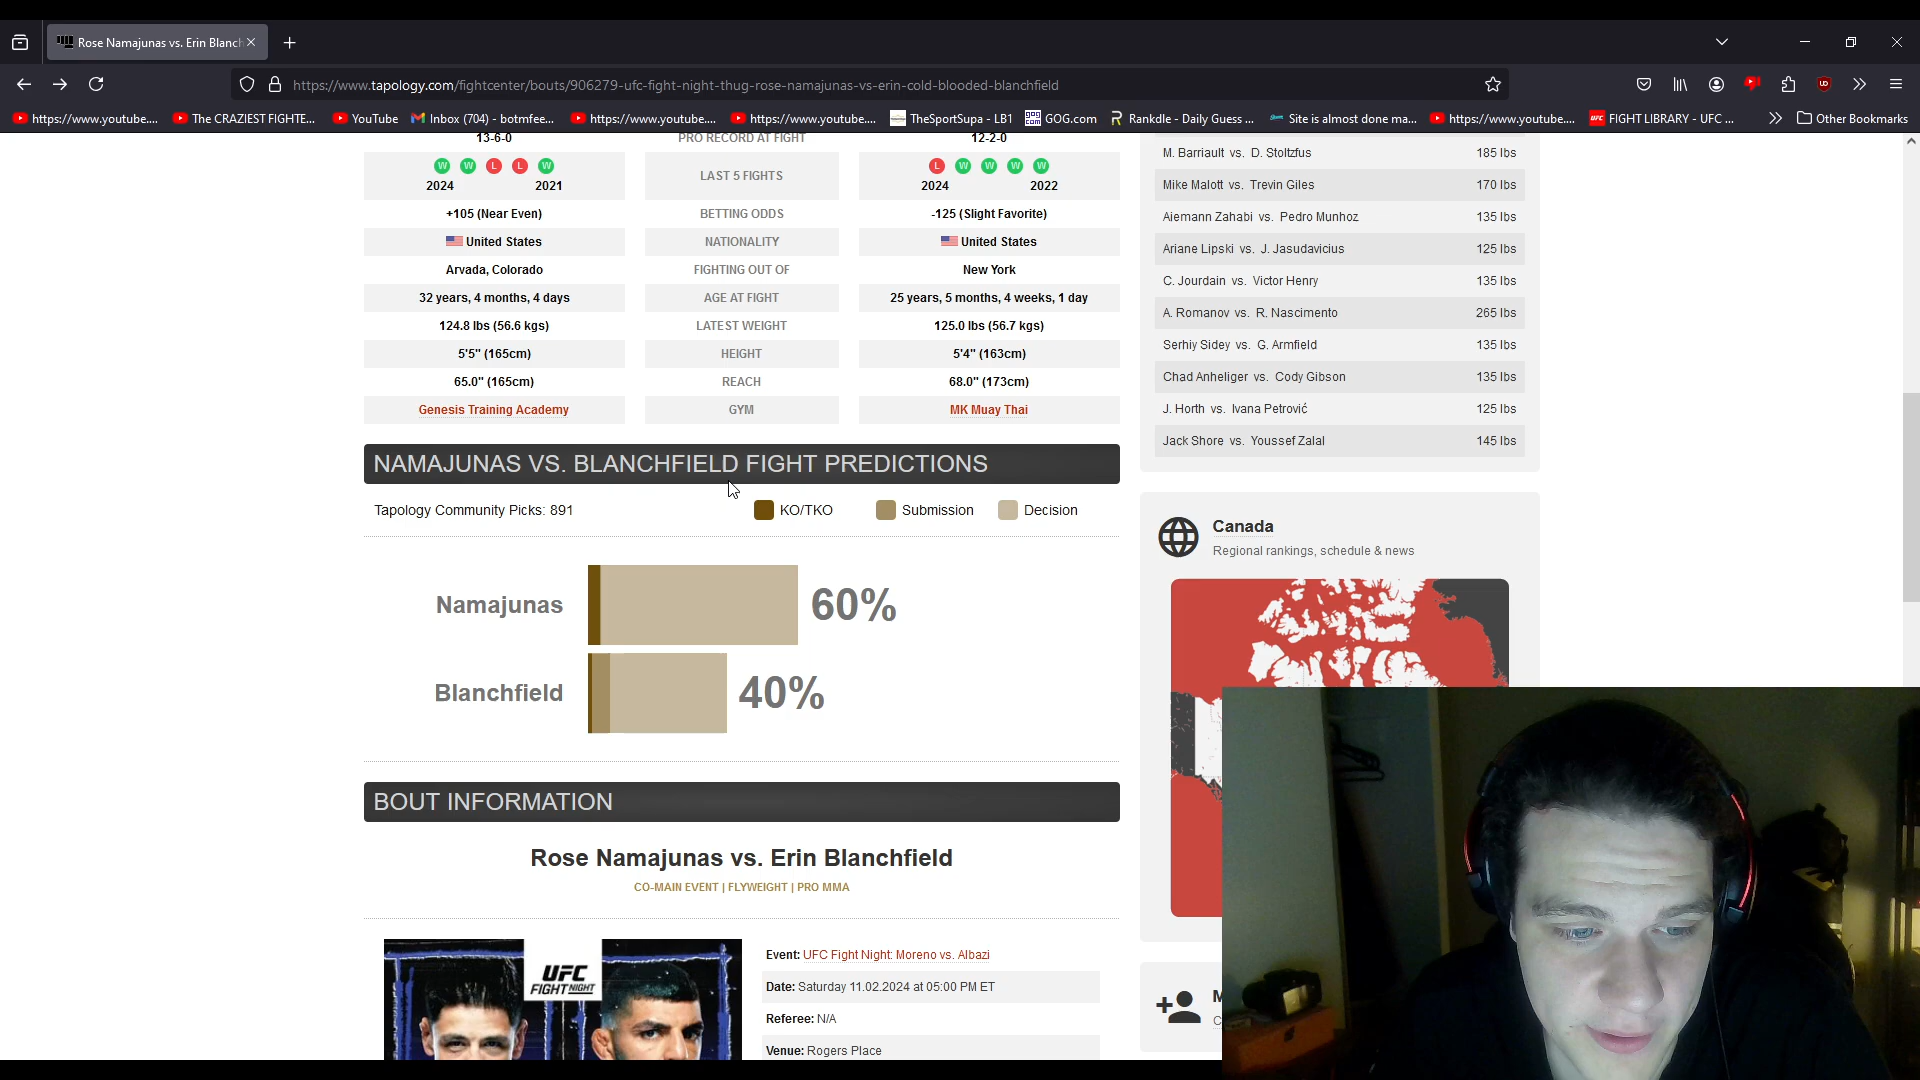 Rose Namajunas vs. Erin Blanch
https://www.tapology.com/fightcenter/bouts/906279-ufc-fight-night-thug-rose-namajunas-vs-erin-cold-blooded-blanchfield
https://www.youtube.... The CRAZIEST FIGHTE... YouTube Inbox (704) - botmfee... https://www.youtube.... https://www.youtube.... TheSportSupa - LB1 GOG.com Rankdle - Daily Guess ... Site is almost done ma... https://www.youtube.... FIGHT LIBRARY - UFC ... Other Bookmarks
13-6-0 PRO RECORD AT FIGHT 12-2-0
W W L L W LAST 5 FIGHTS L W W W W
2024 2021 2024 2022
+105 (Near Even) BETTING ODDS -125 (Slight Favorite)
United States NATIONALITY United States
Arvada, Colorado FIGHTING OUT OF New York
32 years, 4 months, 4 days AGE AT FIGHT 25 years, 5 months, 4 weeks, 1 day
124.8 lbs (56.6 kgs) LATEST WEIGHT 125.0 lbs (56.7 kgs)
5'5" (165cm) HEIGHT 5'4" (163cm)
65.0" (165cm) REACH 68.0" (173cm)
Genesis Training Academy GYM MK Muay Thai
NAMAJUNAS VS. BLANCHFIELD FIGHT PREDICTIONS
Tapology Community Picks: 891 KO/TKO Submission Decision
Namajunas 60%
Blanchfield 40%
BOUT INFORMATION
Rose Namajunas vs. Erin Blanchfield
CO-MAIN EVENT | FLYWEIGHT | PRO MMA
UFC
FIGHT NIGHT
Event: UFC Fight Night: Moreno vs. Albazi
Date: Saturday 11.02.2024 at 05:00 PM ET
Referee: N/A
Venue: Rogers Place
M. Barriault vs. D. Stoltzfus 185 lbs
Mike Malott vs. Trevin Giles 170 lbs
Aiemann Zahabi vs. Pedro Munhoz 135 lbs
Ariane Lipski vs. J. Jasudavicius 125 lbs
C. Jourdain vs. Victor Henry 135 lbs
A. Romanov vs. R. Nascimento 265 lbs
Serhiy Sidey vs. G. Armfield 135 lbs
Chad Anheliger vs. Cody Gibson 135 lbs
J. Horth vs. Ivana Petrović 125 lbs
Jack Shore vs. Youssef Zalal 145 lbs
Canada
Regional rankings, schedule & news